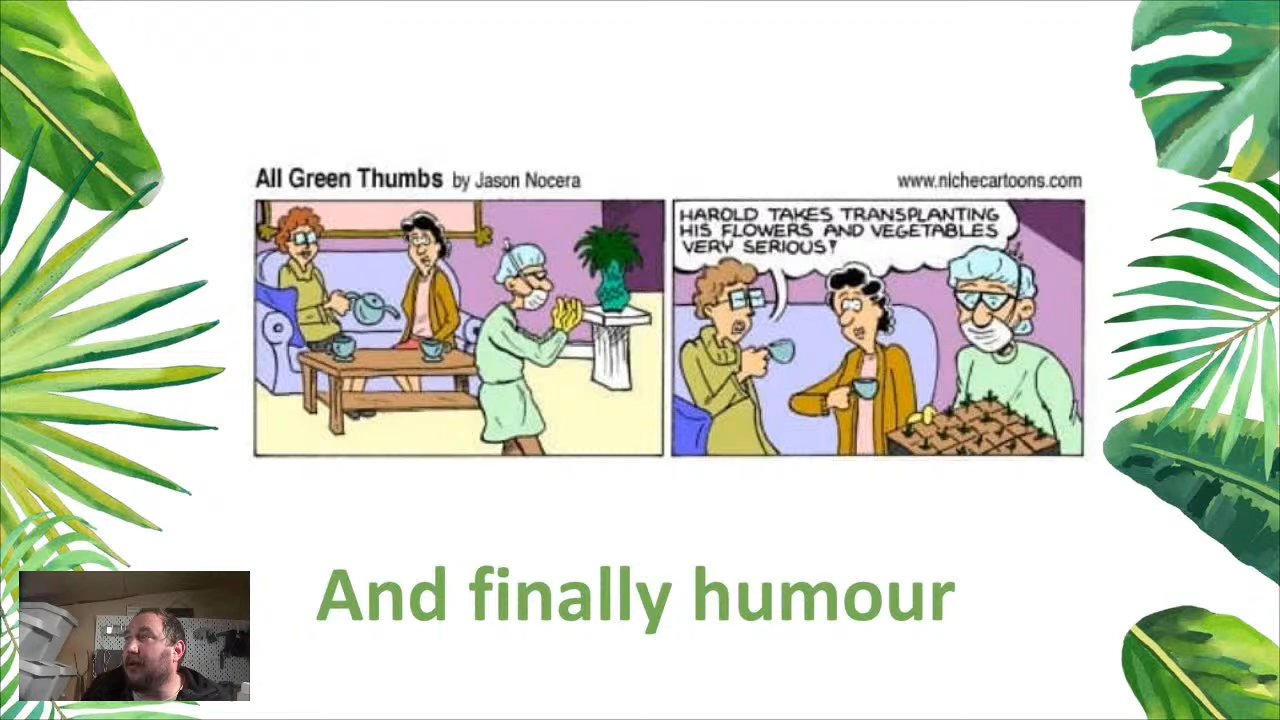 All Green Thumbs by Jason Nocera www.nichecartoons.com
HAROLD TAKES TRANSPLANTING
HIS FLOWERS AND VEGETABLES
VERY SERIOUS!
And finally humour